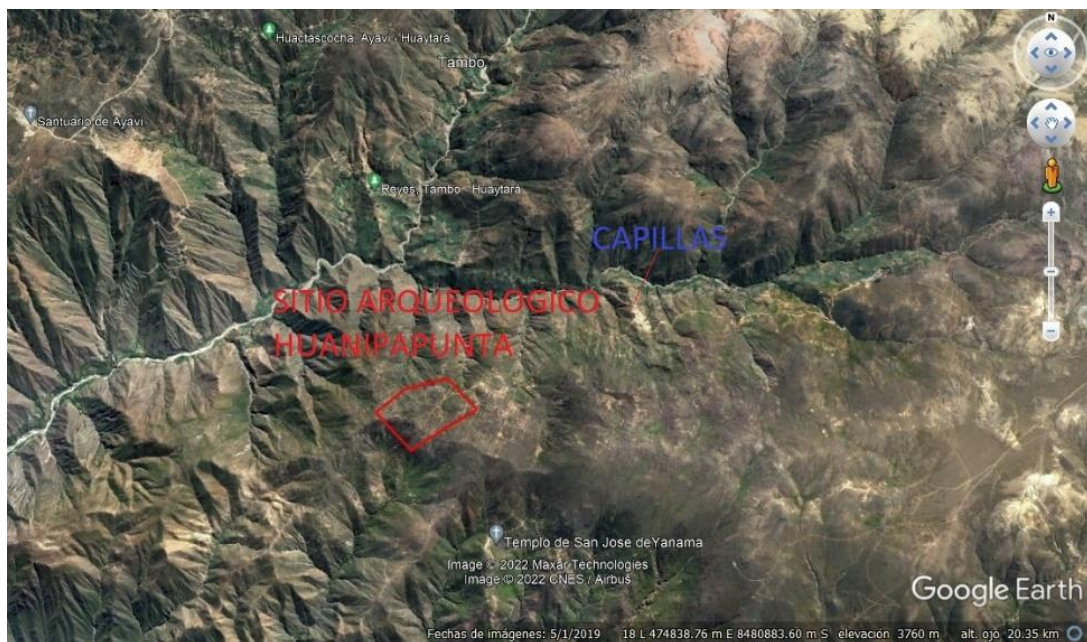 N
Huactascocha, Ayavi - Huaytará
Tambo
Santuario de Ayavi
Reyes, Tambo - Huaytará
CAPILLAS
SITIO ARQUEOLOGICO
HUANIPAPUNTA
Templo de San Jose deYanama
Image © 2022 Maxar Technologies
Image © 2022 CNES / Airbus
Google Earth
Fechas de imágenes: 5/1/2019 18 L 474838.76 m E 8480883.60 m S elevación 3760 m alt. ojo 20.35 km